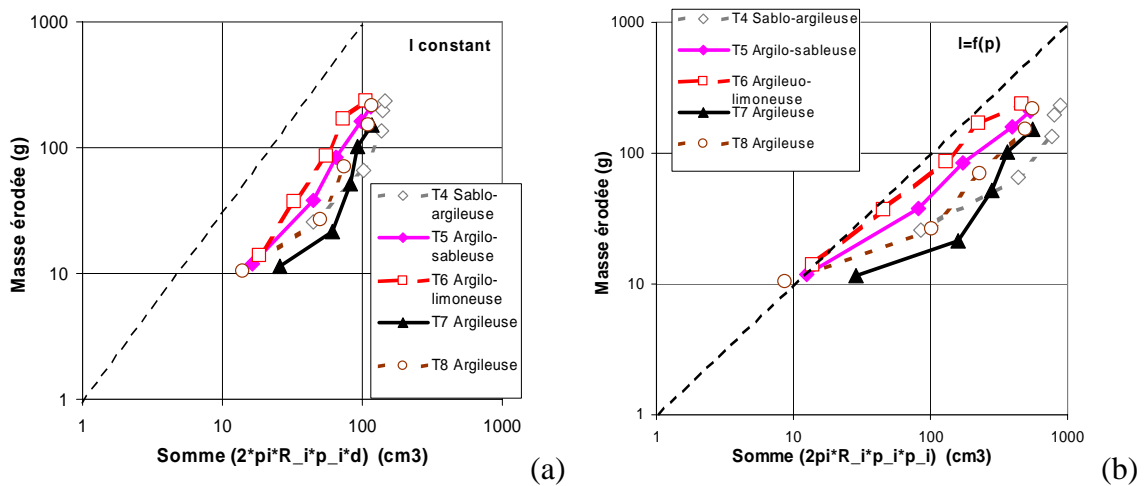 1000
100
10
1
Masse érodée (g)
1
10
100
1000
Somme (2*pi*R_i*p_i*d) (cm3)
I constant
T4 Sablo-
argileuse
T5 Argilo-
sableuse
T6 Argilo-
limoneuse
T7 Argileuse
T8 Argileuse
(a)
1000
100
10
1
Masse érodée (g)
1
10
100
1000
Somme (2pi*R_i*p_i*p_i) (cm3)
I=f(p)
T4 Sablo-argileuse
T5 Argilo-sableuse
T6 Argileuo-
limoneuse
T7 Argileuse
T8 Argileuse
(b)